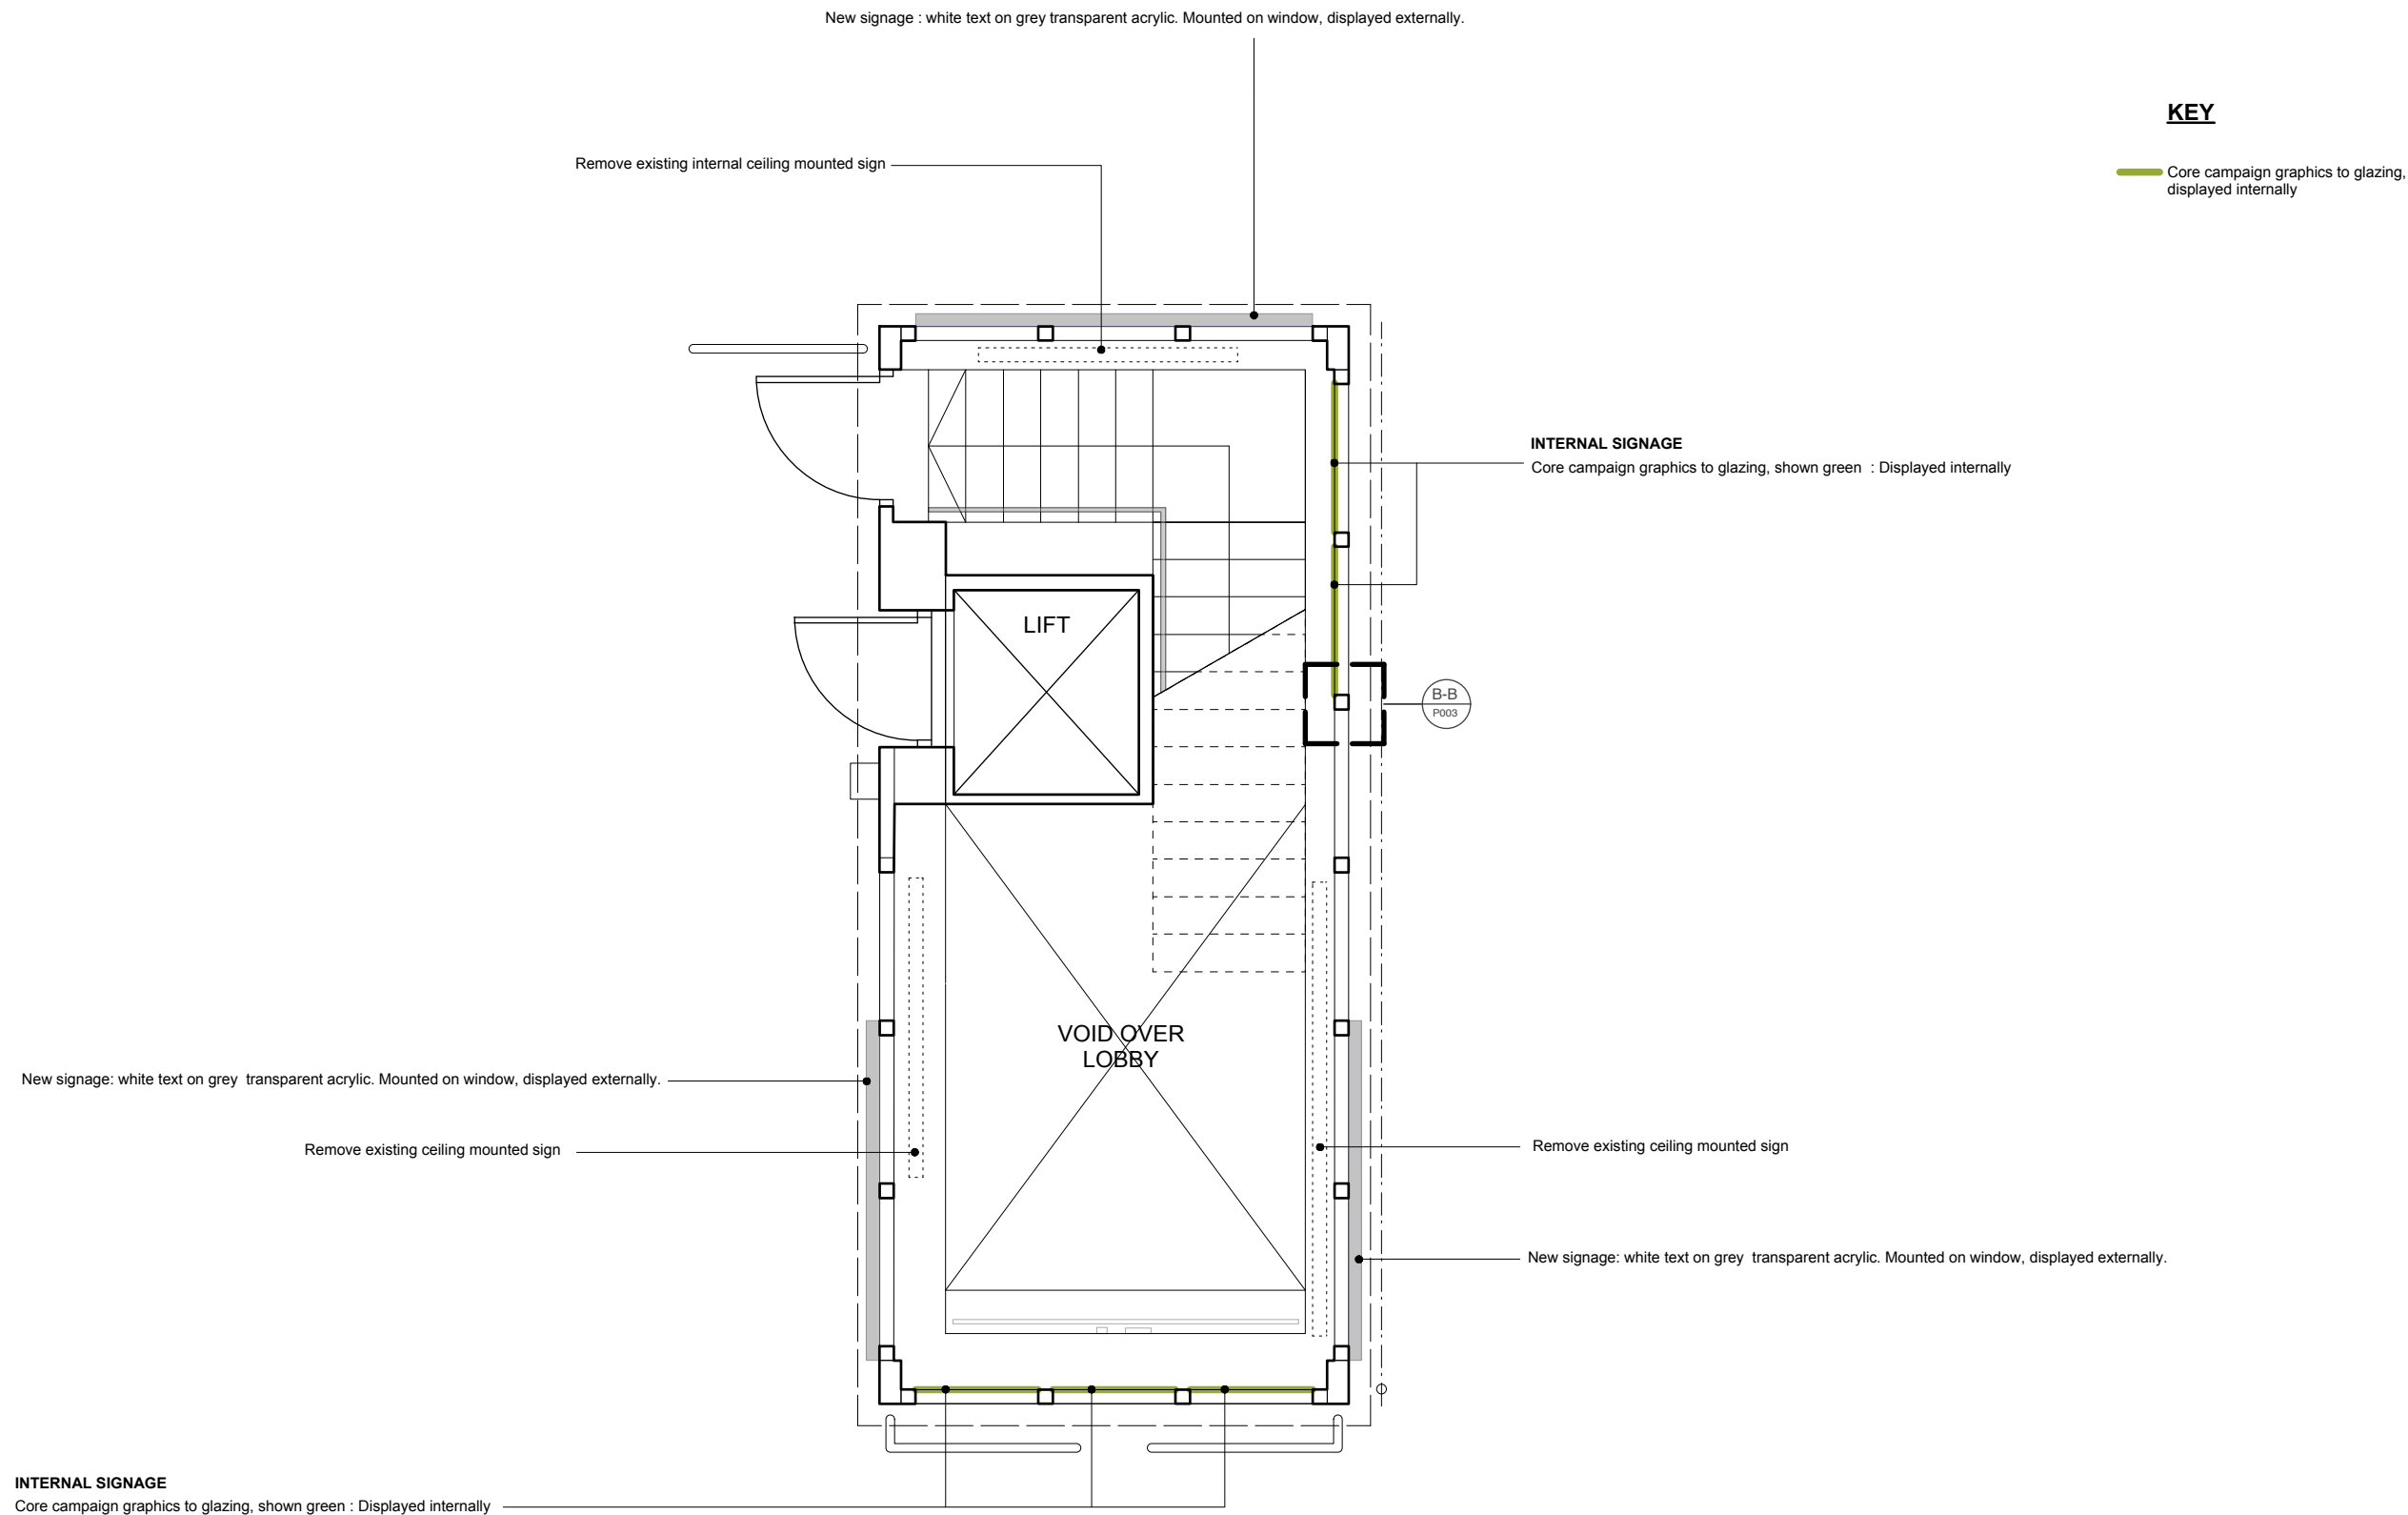 New signage : white text on grey transparent acrylic. Mounted on window, displayed externally.
KEY
Remove existing internal ceiling mounted sign
Core campaign graphics to glazing,
displayed internally
INTERNAL SIGNAGE
Core campaign graphics to glazing, shown green : Displayed internally
LIFT
B-B
P003
VOID OVER
LOBBY
New signage: white text on grey transparent acrylic. Mounted on window, displayed externally.
Remove existing ceiling mounted sign
Remove existing ceiling mounted sign
New signage: white text on grey transparent acrylic. Mounted on window, displayed externally.
INTERNAL SIGNAGE
Core campaign graphics to glazing, shown green : Displayed internally